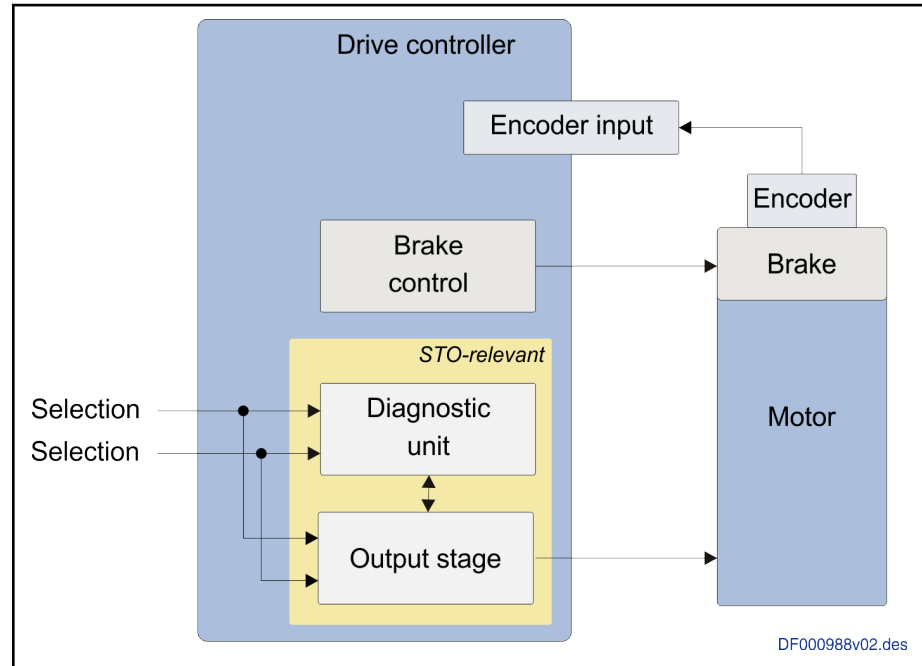 Drive controller
Encoder input
Encoder
Brake
control
Brake
STO-relevant
Selection
Diagnostic
unit
Motor
Selection
Output stage
DF000988v02.des